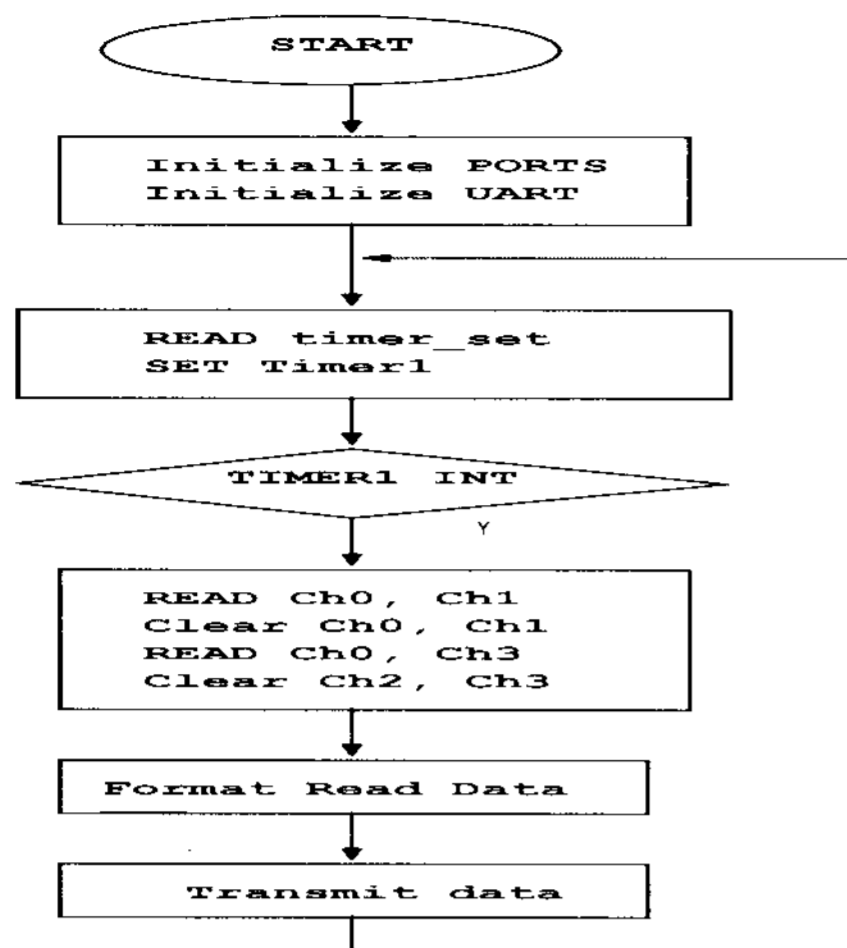 START
Initialize PORTS
Initialize UART
READ timer_set
SET Timer1
TIMER1 INT
Y
READ Ch0, Ch1
Clear Ch0, Ch1
READ Ch0, Ch3
Clear Ch2, Ch3
Format Read Data
Transmit data